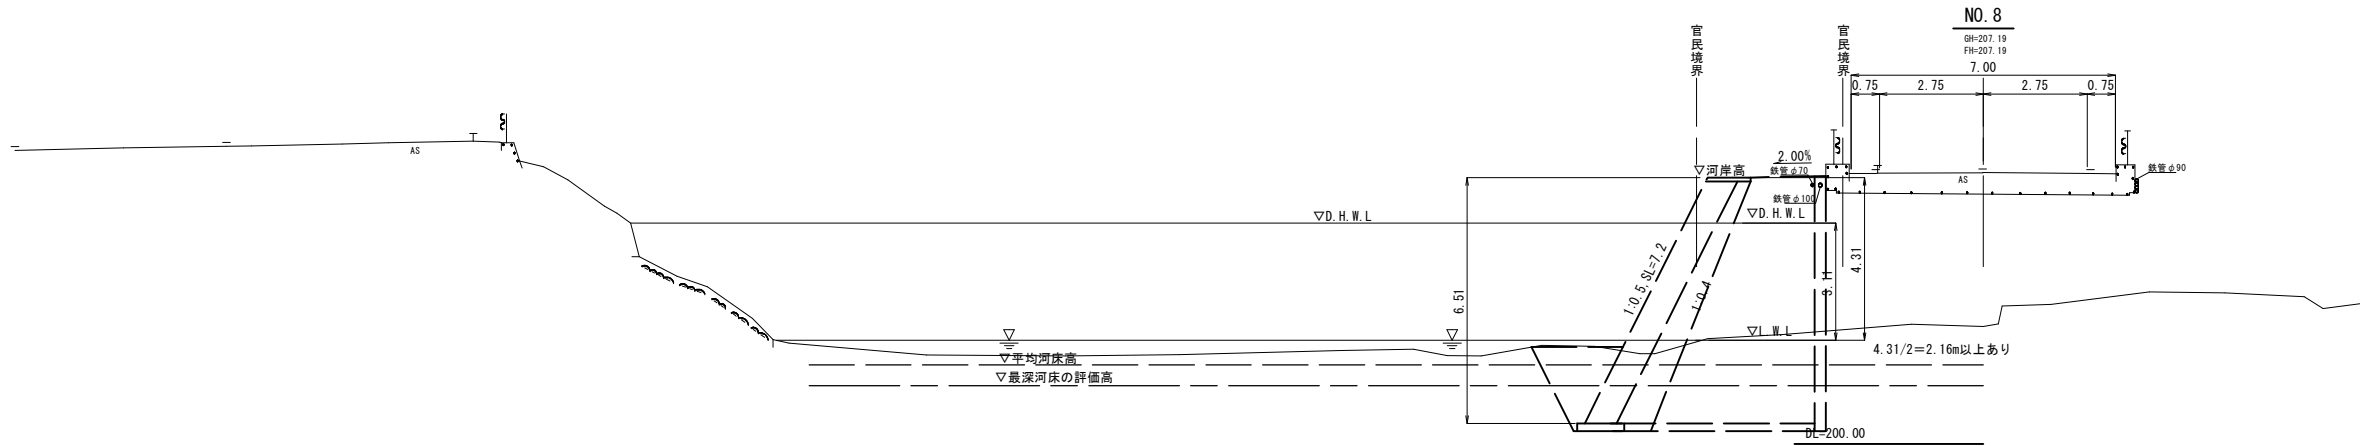 NO. 8
GH=207.19
FH=207.19
7.00
0.75
2.75
2.75
0.75
官民境界
官民境界
AS
▽河岸高
2.00%
鉄管φ70
鉄管φ100
AS
鉄管φ90
▽D.H.W.L
▽D.H.W.L
1:0.5, SL=7.2
1:0.4
6.51
3.11
4.31
▽L.W.L
4.31/2=2.16m以上あり
▽平均河床高
▽最深河床の評価高
DL=200.00